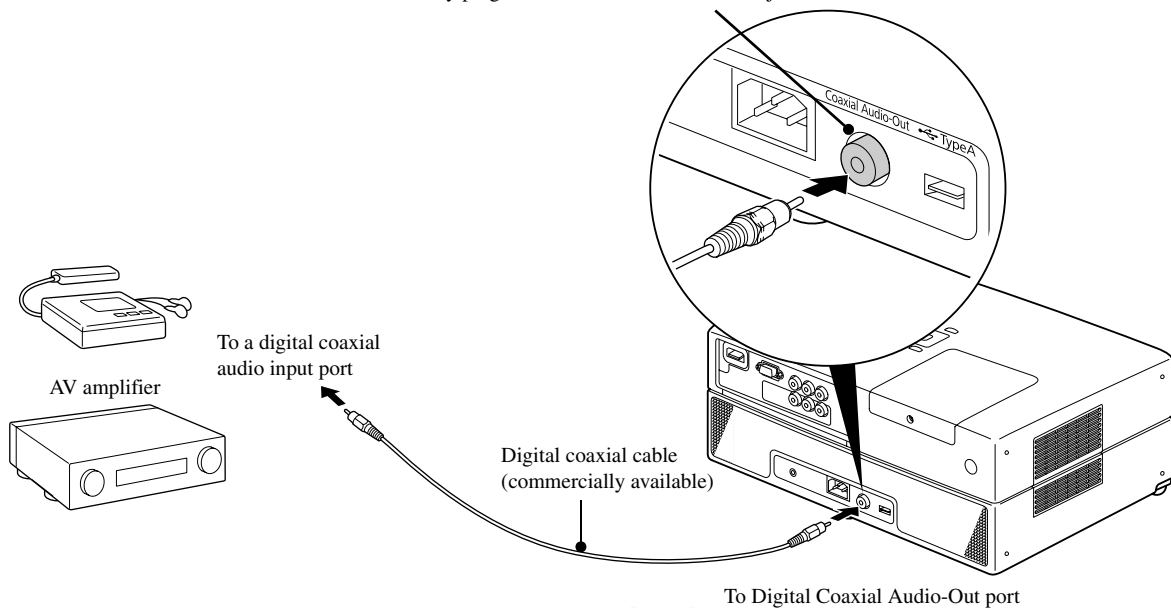 Coaxial Audio-Out TypeA
To a digital coaxial
audio input port
AV amplifier
Digital coaxial cable
(commercially available)
To Digital Coaxial Audio-Out port